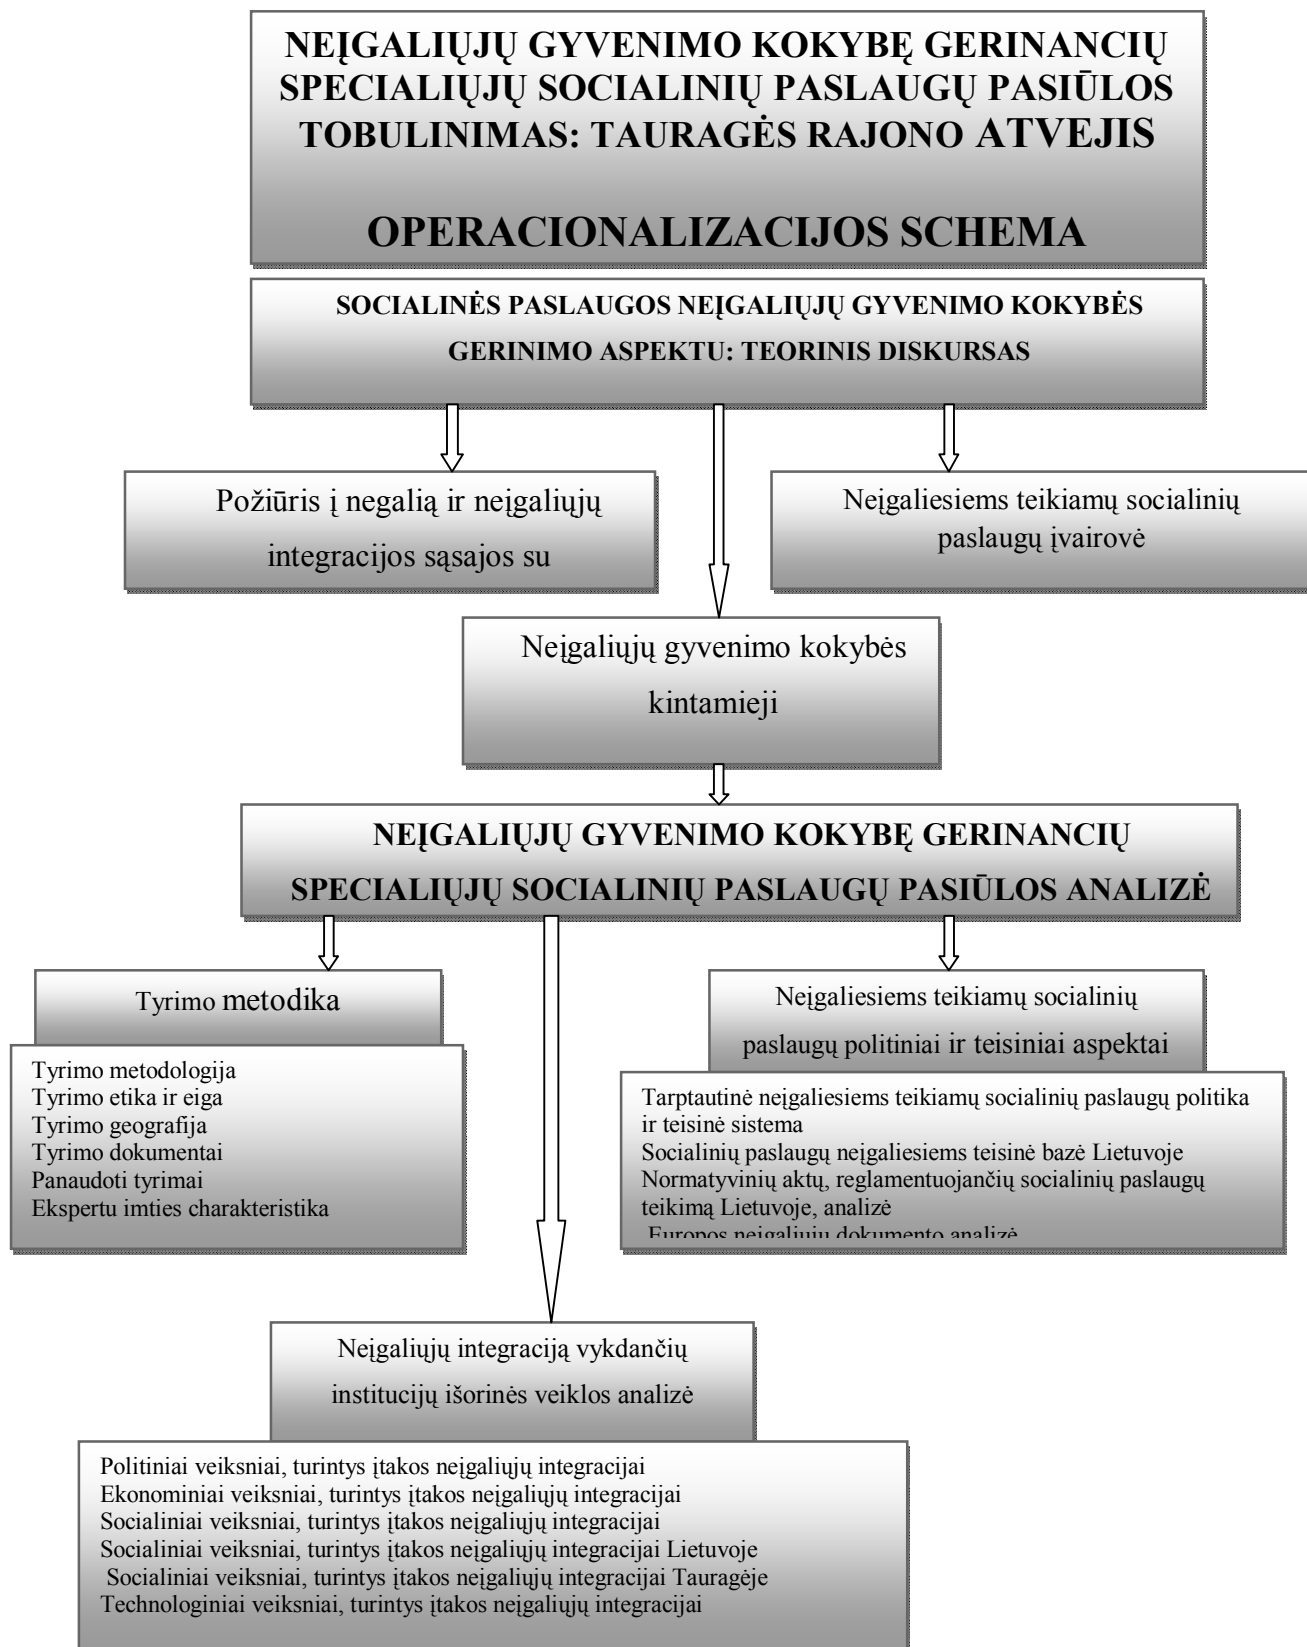 NEĮGALIŲJŲ GYVENIMO KOKYBĘ GERINANCIŲ
SPECIALIŲJŲ SOCIALINIŲ PASLAUGŲ PASIŪLOS
TOBULINIMAS: TAURAGĖS RAJONO ATVEJIS
OPERACIONALIZACIJOS SCHEMA
SOCIALINĖS PASLAUGOS NEĮGALIŲJŲ GYVENIMO KOKYBĖS
GERINIMO ASPEKTU: TEORINIS DISKURSAS
Požiūris į negalią ir neįgaliųjų
integracijos sąsajos su
Neįgaliesiems teikiamų socialinių
paslaugų įvairovė
Neįgaliųjų gyvenimo kokybės
kintamieji
NEĮGALIŲJŲ GYVENIMO KOKYBĘ GERINANCIŲ
SPECIALIŲJŲ SOCIALINIŲ PASLAUGŲ PASIŪLOS ANALIZĖ
Tyrimo metodika
Tyrimo metodologija
Tyrimo etika ir eiga
Tyrimo geografija
Tyrimo dokumentai
Panaudoti tyrimai
Ekspertu imties charakteristika
Neįgaliesiems teikiamų socialinių
paslaugų politiniai ir teisiniai aspektai
Tarptautinė neįgaliesiems teikiamų socialinių paslaugų politika
ir teisinė sistema
Socialinių paslaugų neįgaliesiems teisinė bazė Lietuvoje
Normatyvinių aktų, reglamentuojančių socialinių paslaugų
teikimą Lietuvoje, analizė
Europos neįgaliųjų dokumento analizė
Neįgaliųjų integraciją vykdančių
institucijų išorinės veiklos analizė
Politiniai veiksniai, turintys įtakos neįgaliųjų integracijai
Ekonominiai veiksniai, turintys įtakos neįgaliųjų integracijai
Socialiniai veiksniai, turintys įtakos neįgaliųjų integracijai
Socialiniai veiksniai, turintys įtakos neįgaliųjų integracijai Lietuvoje
Socialiniai veiksniai, turintys įtakos neįgaliųjų integracijai Tauragėje
Technologiniai veiksniai, turintys įtakos neįgaliųjų integracijai